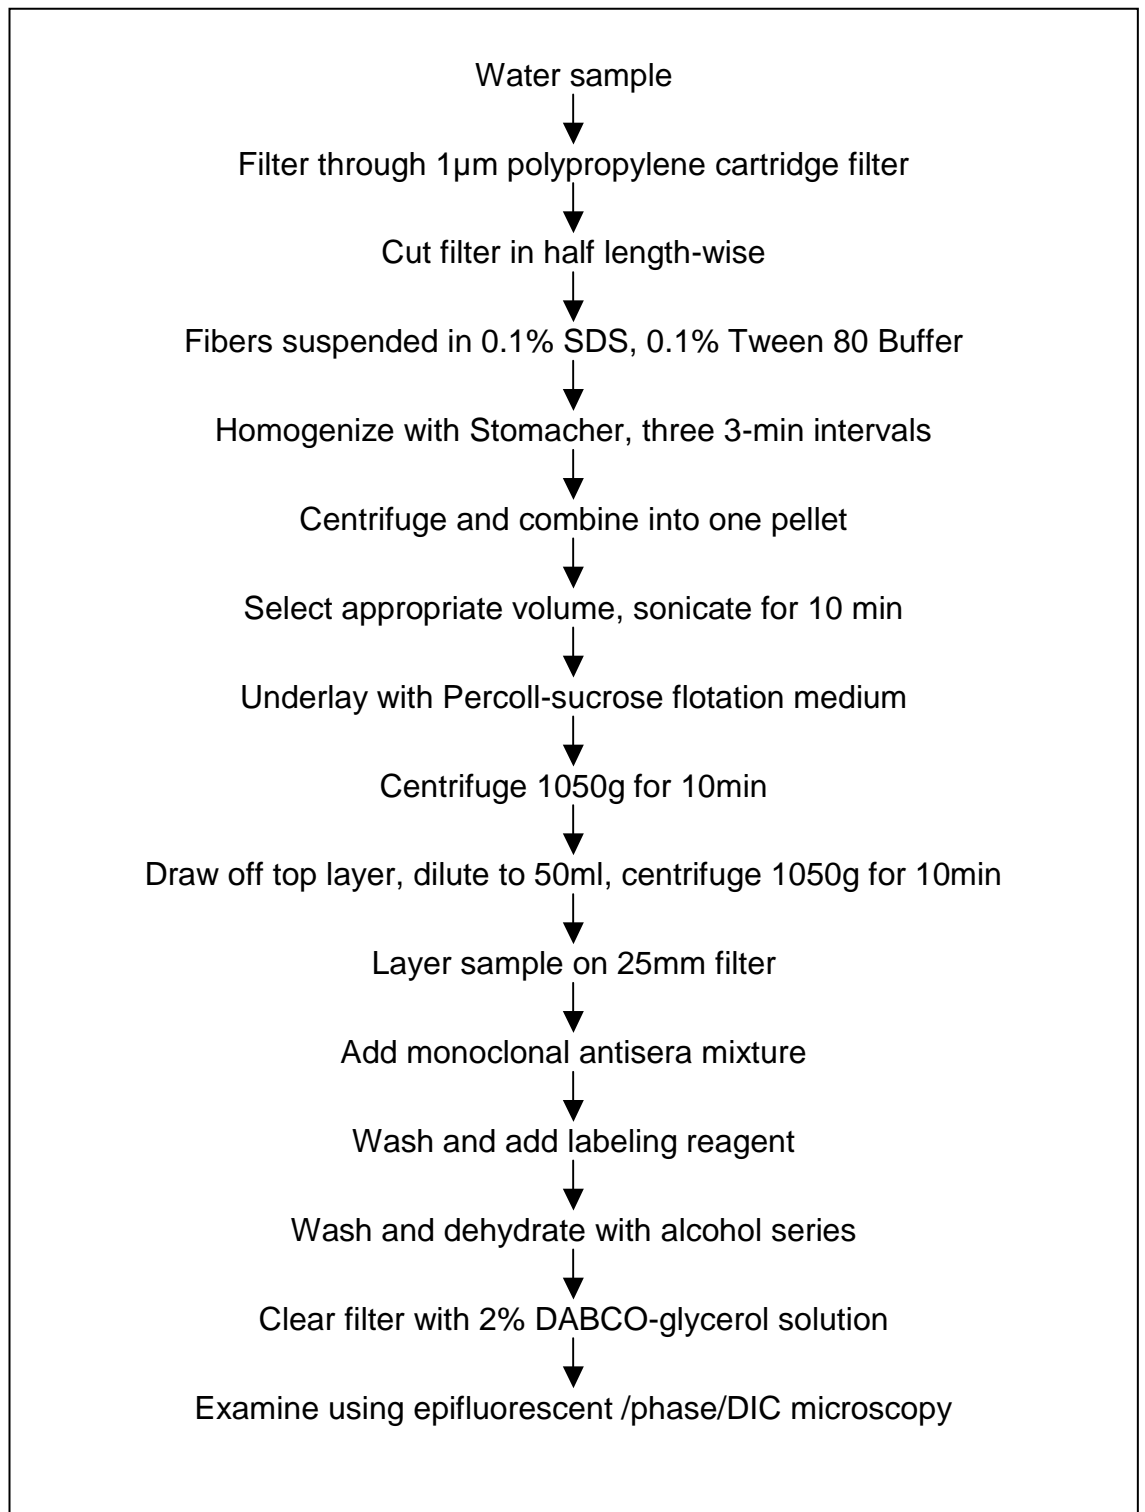 Water sample
Filter through 1µm polypropylene cartridge filter
Cut filter in half length-wise
Fibers suspended in 0.1% SDS, 0.1% Tween 80 Buffer
Homogenize with Stomacher, three 3-min intervals
Centrifuge and combine into one pellet
Select appropriate volume, sonicate for 10 min
Underlay with Percoll-sucrose flotation medium
Centrifuge 1050g for 10min
Draw off top layer, dilute to 50ml, centrifuge 1050g for 10min
Layer sample on 25mm filter
Add monoclonal antisera mixture
Wash and add labeling reagent
Wash and dehydrate with alcohol series
Clear filter with 2% DABCO-glycerol solution
Examine using epifluorescent /phase/DIC microscopy